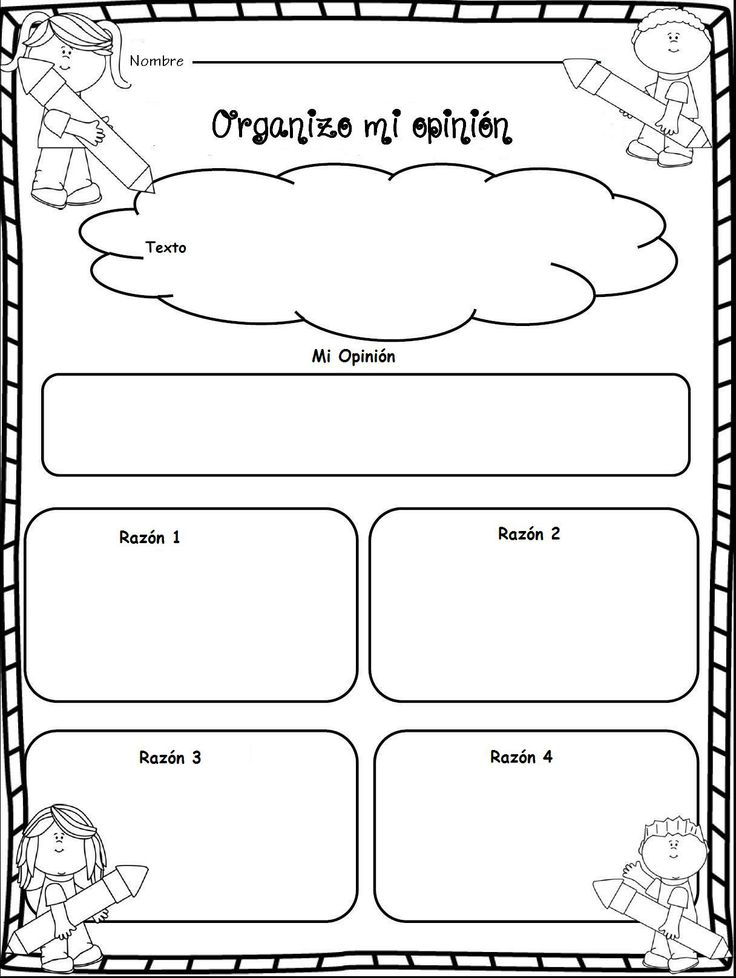 Nombre
Organizo mi opinión
Texto
Mi Opinión
Razón 1
Razón 2
Razón 3
Razón 4